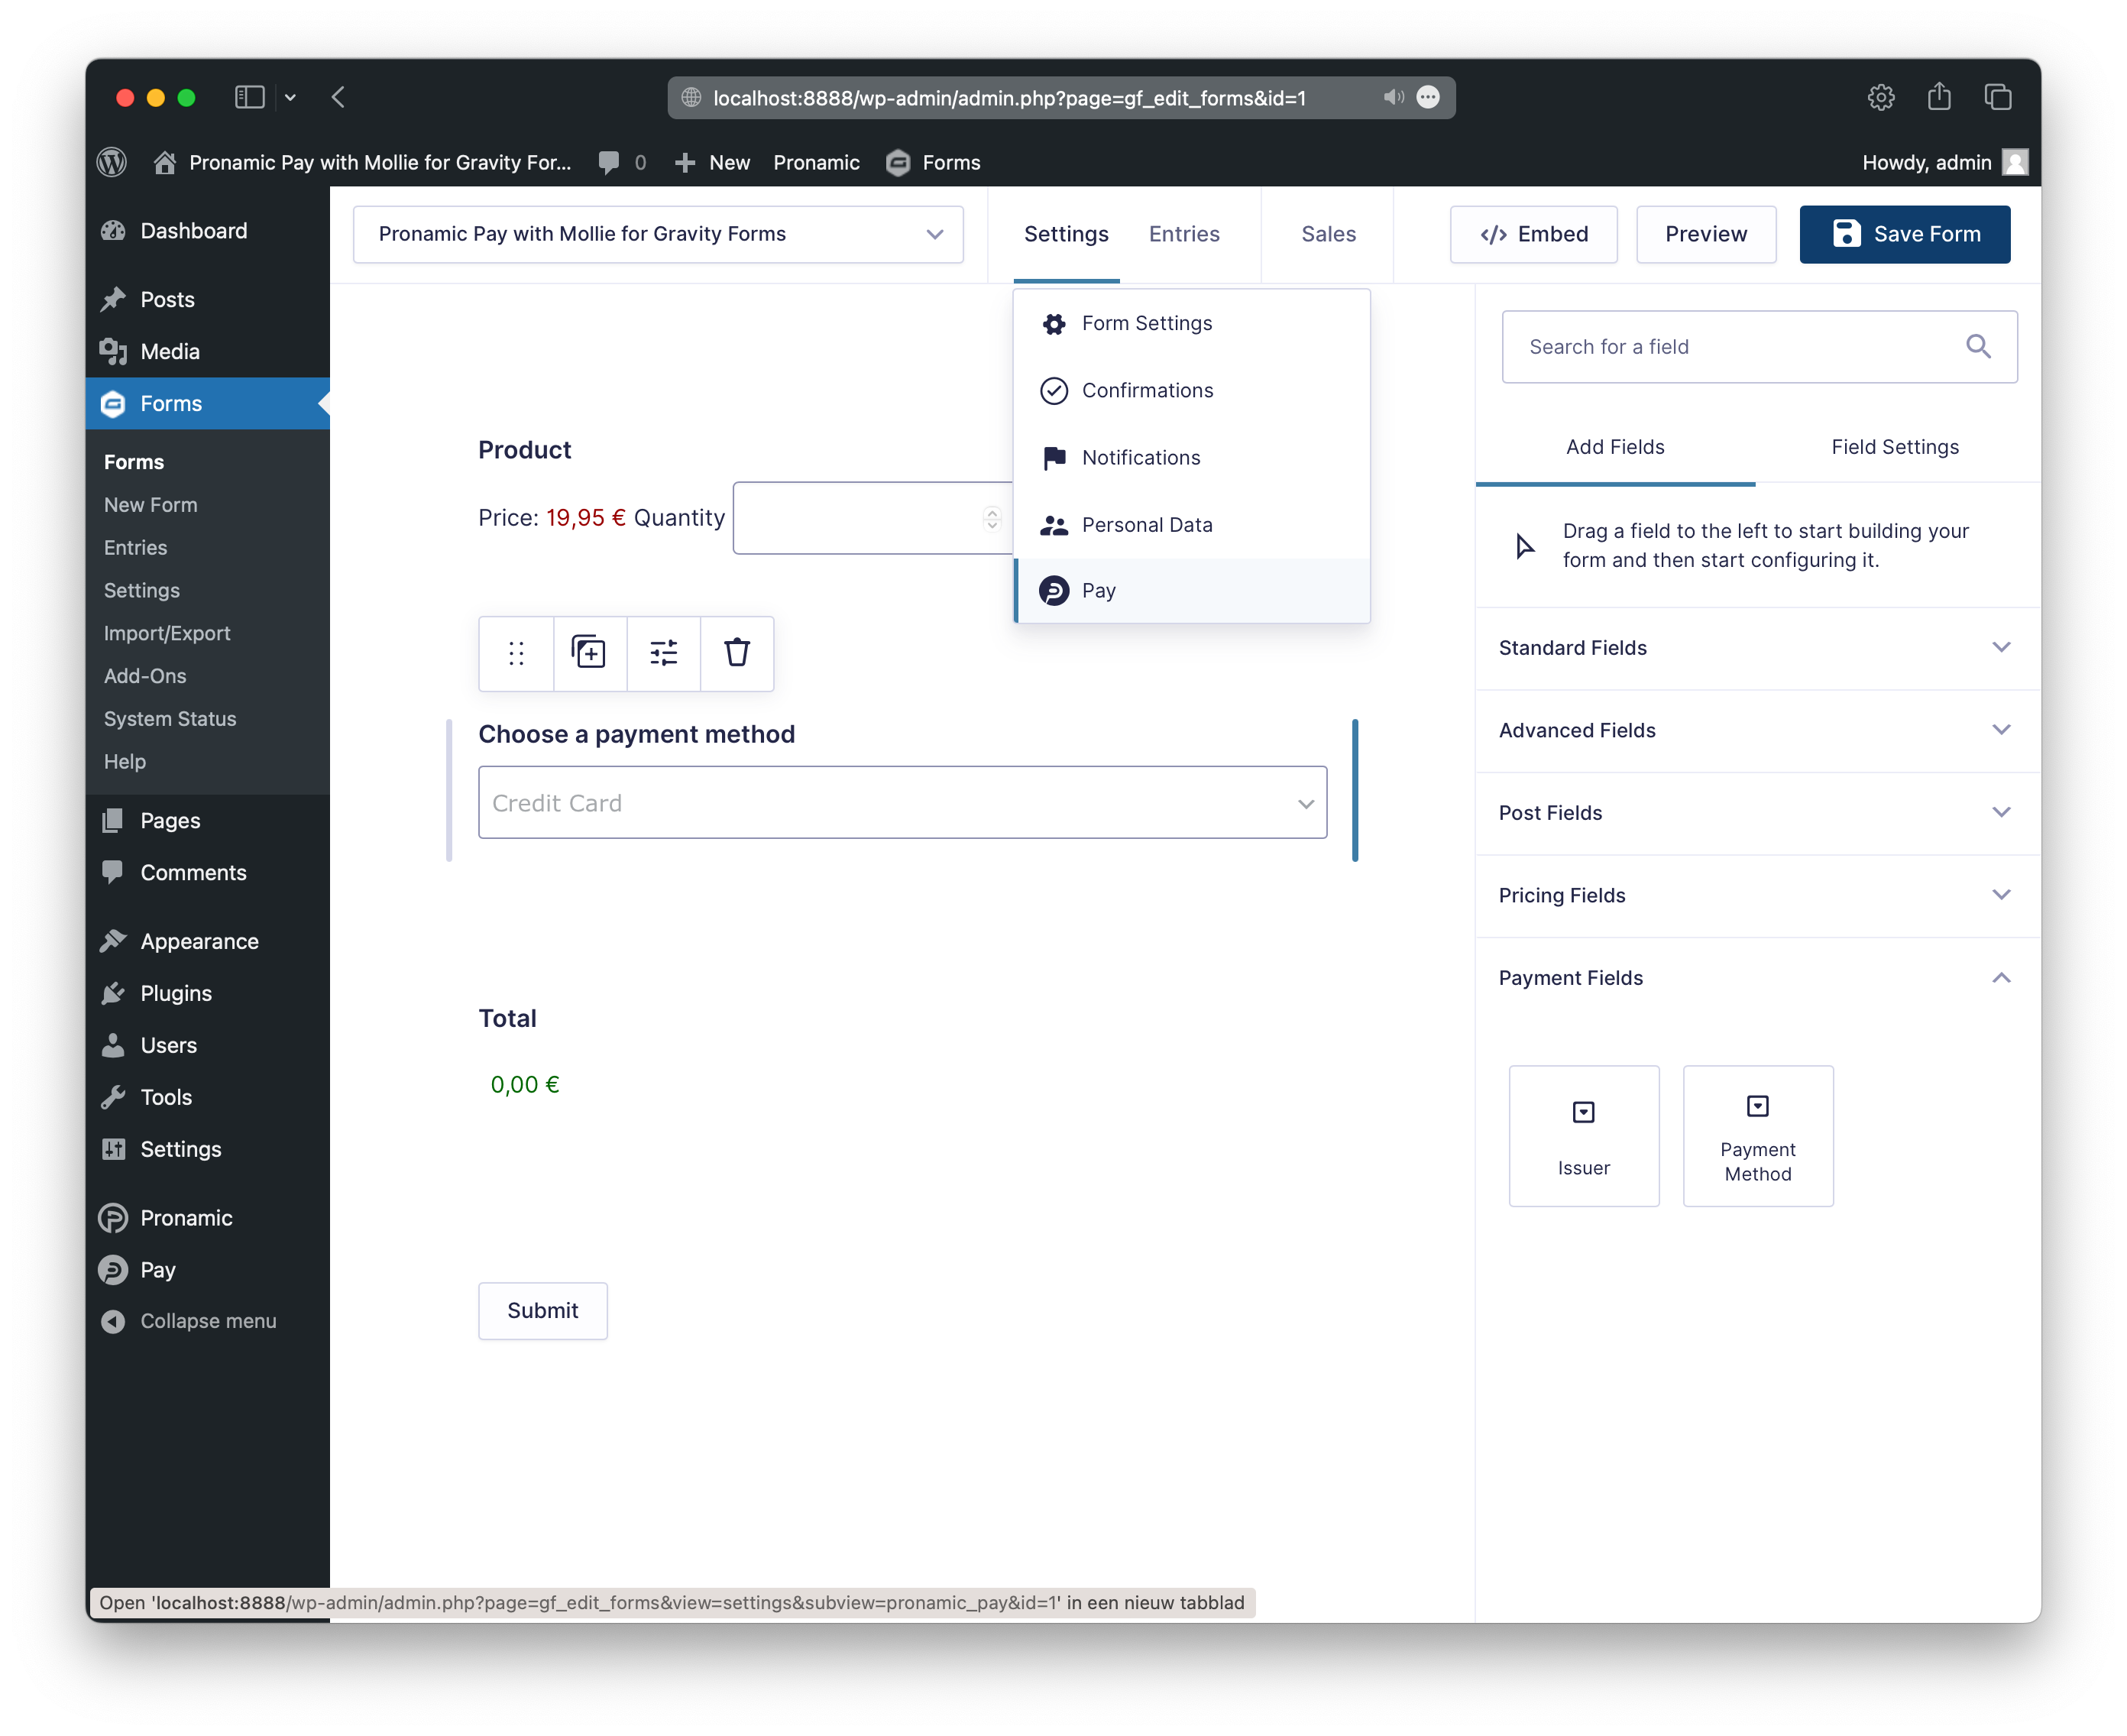 localhost:8888/wp-admin/admin.php?page=gf_edit_forms&id=1
Pronamic Pay with Mollie for Gravity For... 0 New Pronamic Forms Howdy, admin
Dashboard
Posts
Media
Forms
Forms
New Form
Entries
Settings
Import/Export
Add-Ons
System Status
Help
Pages
Comments
Appearance
Plugins
Users
Tools
Settings
Pronamic
Pay
Collapse menu
Pronamic Pay with Mollie for Gravity Forms
Settings Entries Sales
</> Embed Preview Save Form
Form Settings
Confirmations
Notifications
Personal Data
Pay
Product
Price: 19,95 € Quantity
Choose a payment method
Credit Card
Total
0,00 €
Submit
Search for a field
Add Fields Field Settings
Drag a field to the left to start building your
form and then start configuring it.
Standard Fields
Advanced Fields
Post Fields
Pricing Fields
Payment Fields
Issuer
Payment
Method
Open 'localhost:8888/wp-admin/admin.php?page=gf_edit_forms&view=settings&subview=pronamic_pay&id=1' in een nieuw tabblad